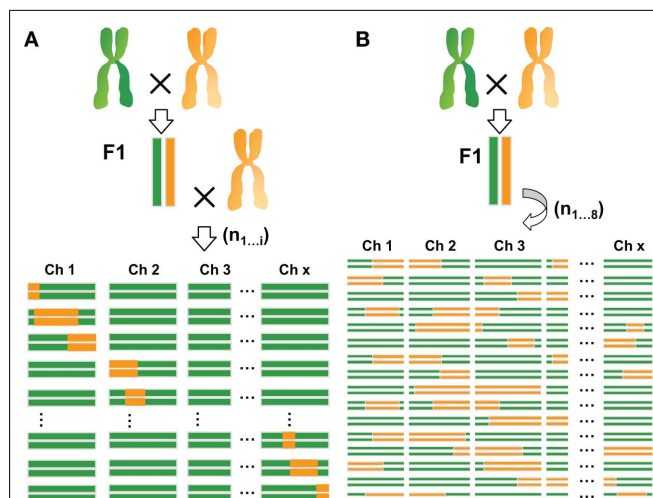 A
F1
(n1...i)
Ch 1 Ch 2 Ch 3 ... Ch x
B
F1
(n1...8)
Ch 1 Ch 2 Ch 3 ... Ch x